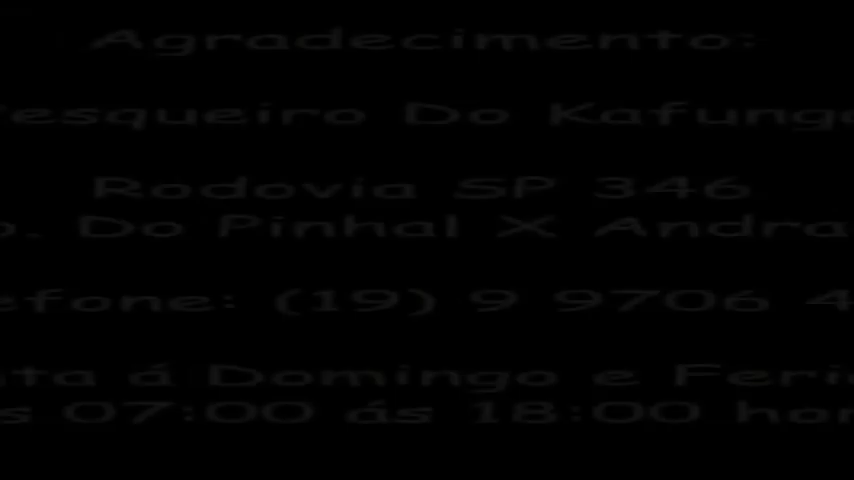 Agradecimento:
esqueiro Do Kafung
Rodovia SP 346
. Do Pinhal X Andra
efone: (19) 9 9706 4
ta á Domingo e Feri
s 07:00 ás 18:00 hor